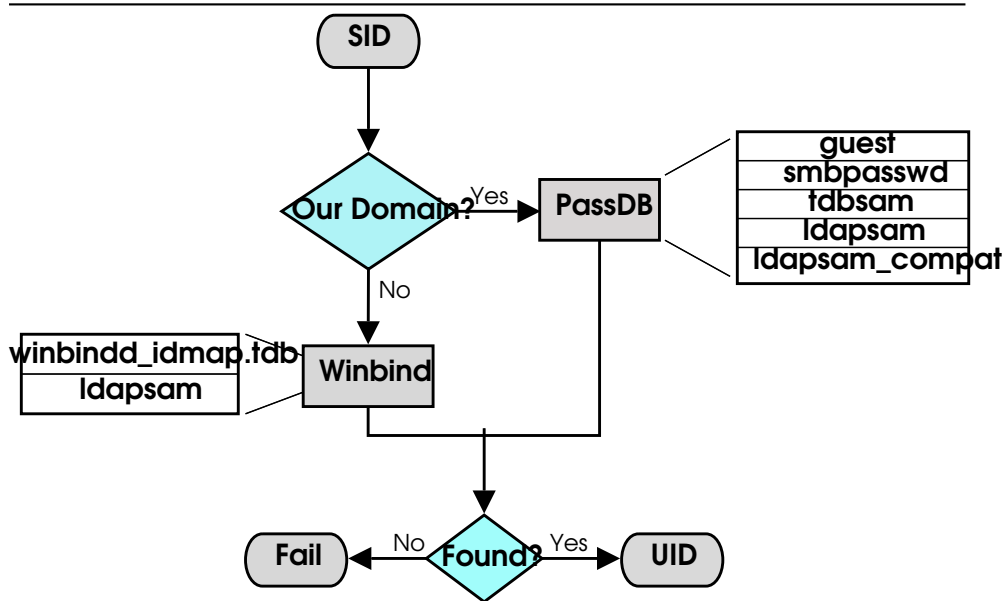 SID
Our Domain?
Yes
PassDB
guest
smbpasswd
tdbsam
ldapsam
ldapsam_compat
No
winbindd_idmap.tdb
ldapsam
Winbind
Fail
No
Found?
Yes
UID